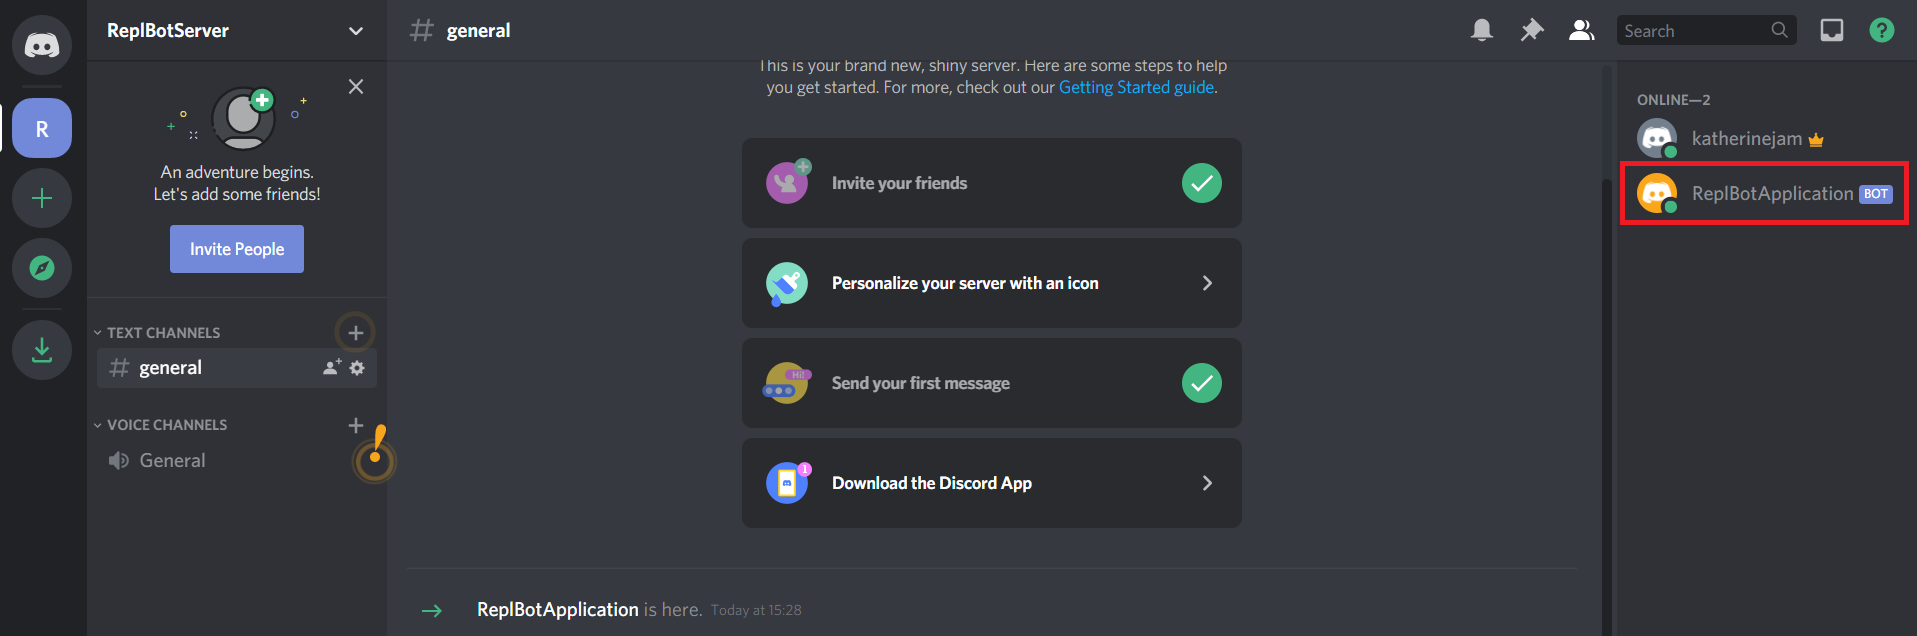 ReplBotServer
R
An adventure begins.
Let's add some friends!
Invite People
TEXT CHANNELS
general
VOICE CHANNELS
General
# general
Search
?
This is your brand new, shiny server. Here are some steps to help
you get started. For more, check out our Getting Started guide.
Invite your friends
Personalize your server with an icon
Hi!
Send your first message
1
Download the Discord App
ReplBotApplication is here. Today at 15:28
ONLINE—2
katherinejam
ReplBotApplication BOT